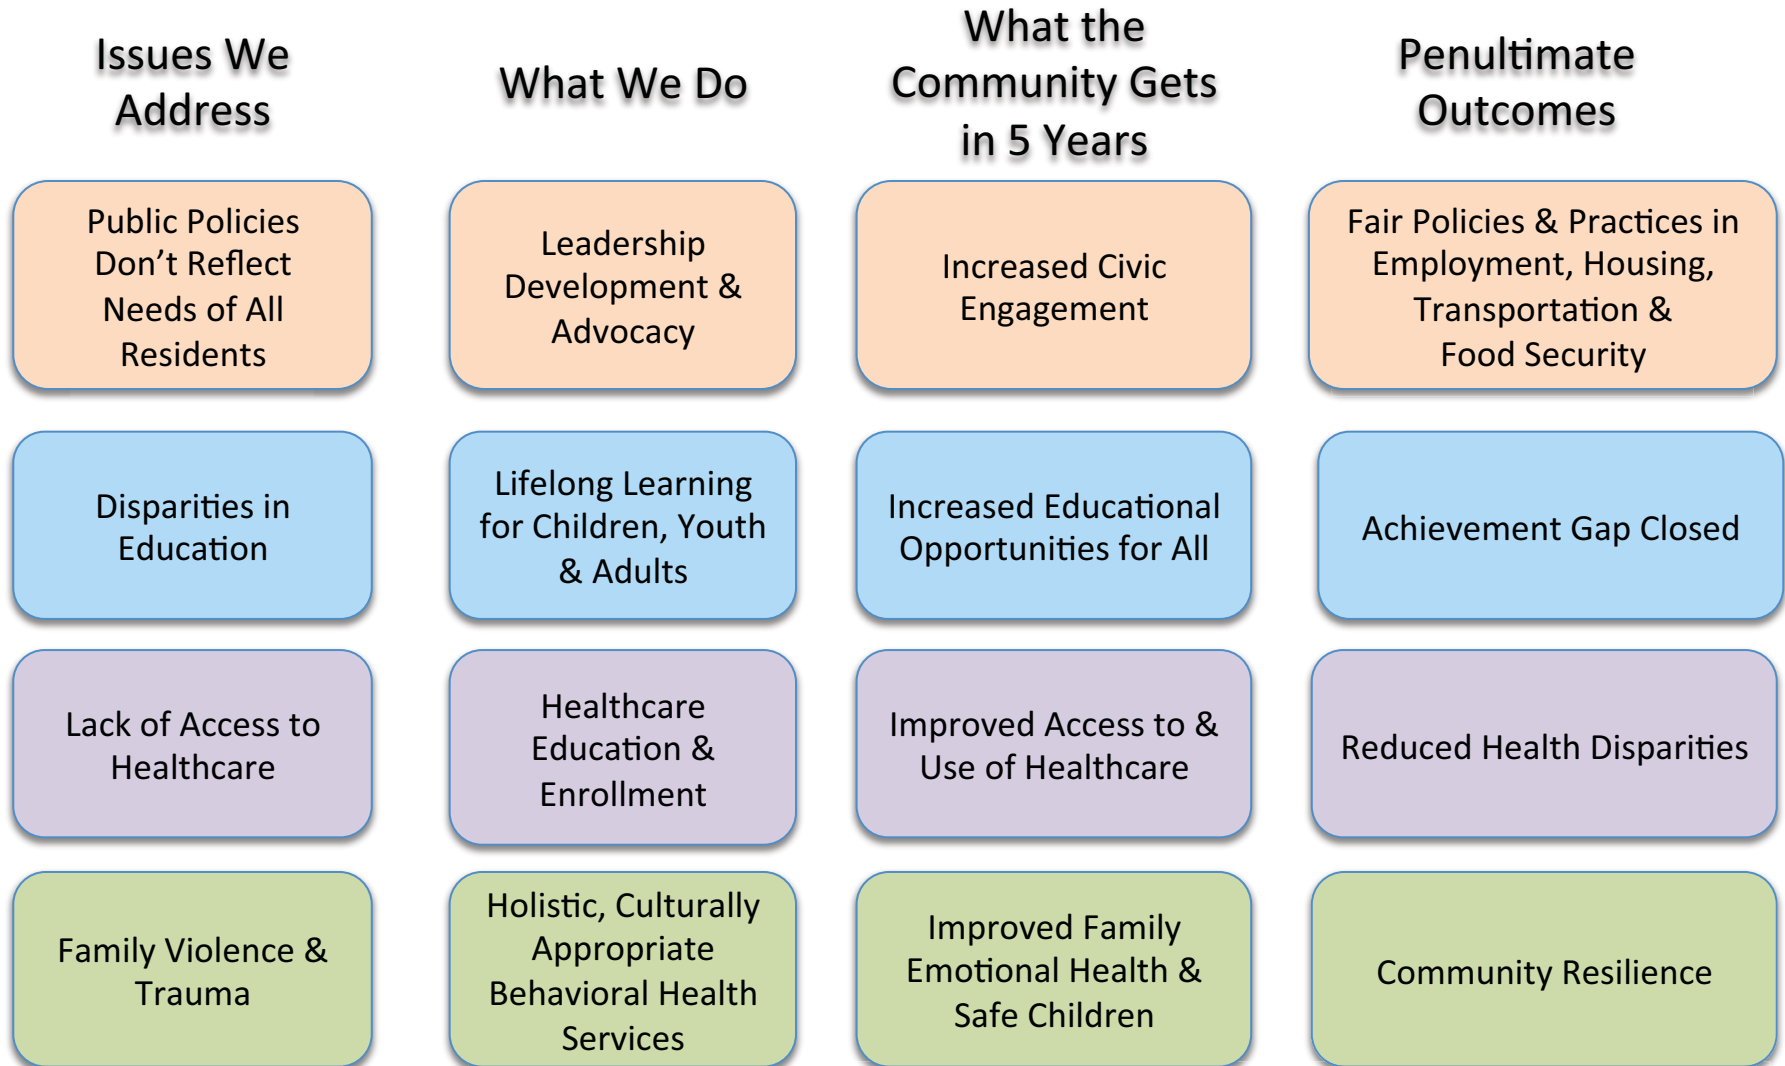 Issues We
Address
What We Do
What the
Community Gets
in 5 Years
Penultimate
Outcomes
Public Policies
Don’t Reflect
Needs of All
Residents
Leadership
Development &
Advocacy
Increased Civic
Engagement
Fair Policies & Practices in
Employment, Housing,
Transportation &
Food Security
Disparities in
Education
Lifelong Learning
for Children, Youth
& Adults
Increased Educational
Opportunities for All
Achievement Gap Closed
Lack of Access to
Healthcare
Healthcare
Education &
Enrollment
Improved Access to &
Use of Healthcare
Reduced Health Disparities
Family Violence &
Trauma
Holistic, Culturally
Appropriate
Behavioral Health
Services
Improved Family
Emotional Health &
Safe Children
Community Resilience